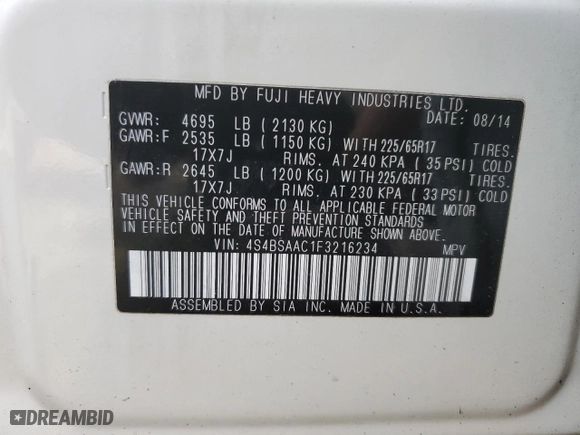 MFD BY FUJI HEAVY INDUSTRIES LTD.
DATE: 08/14
GVWR: 4695 LB ( 2130 KG)
GAWR: F 2535 LB ( 1150 KG) WITH 225/65R17 TIRES.
17X7J RIMS. AT 240 KPA ( 35 PSI) COLD
GAWR: R 2645 LB ( 1200 KG) WITH 225/65R17 TIRES.
17X7J RIMS. AT 230 KPA ( 33 PSI) COLD
THIS VEHICLE CONFORMS TO ALL APPLICABLE FEDERAL MOTOR
VEHICLE SAFETY AND THEFT PREVENTION STANDARDS
IN EFFECT ON THE DATE OF MANUFACTURE SHOWN ABOVE.
VIN: 4S4BSAAC1F3216234 MPV
ASSEMBLED BY SIA INC. MADE IN U.S.A.
DREAMBID